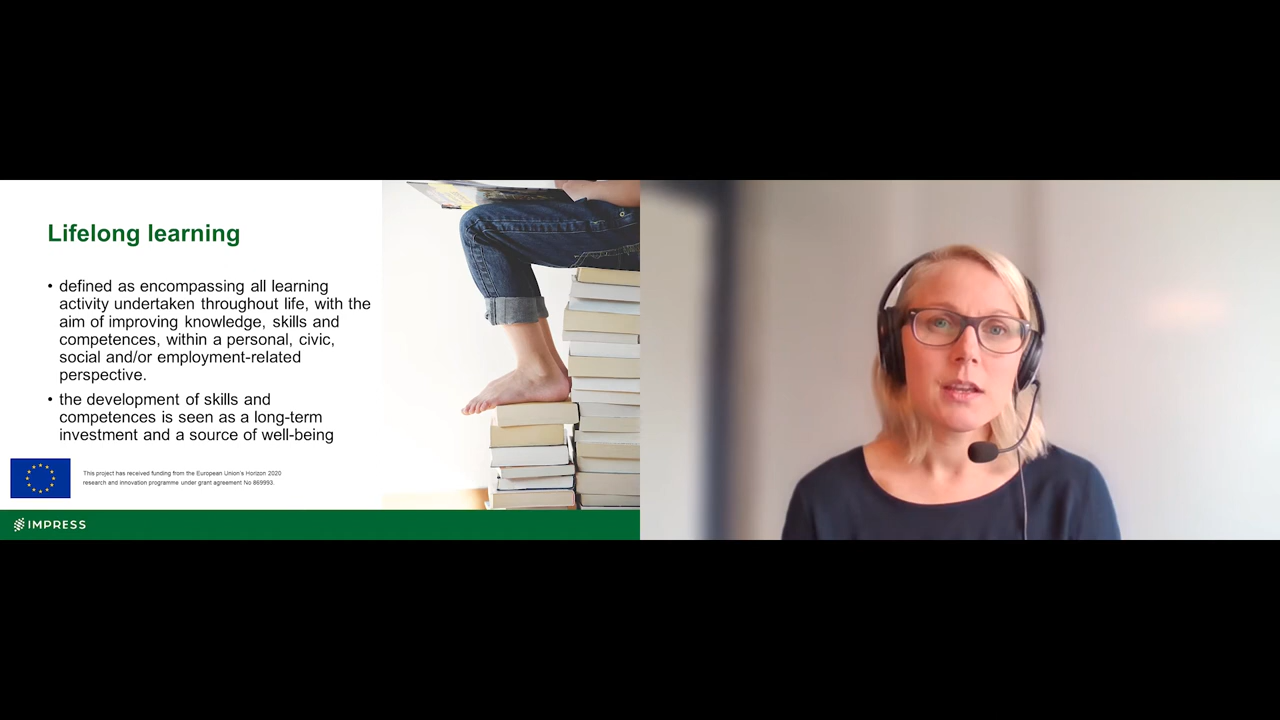 Lifelong learning
• defined as encompassing all learning
activity undertaken throughout life, with the
aim of improving knowledge, skills and
competences, within a personal, civic,
social and/or employment-related
perspective.
• the development of skills and
competences is seen as a long-term
investment and a source of well-being
This project has received funding from the European Union's Horizon 2020
research and innovation programme under grant agreement No 869993.
IMPRESS